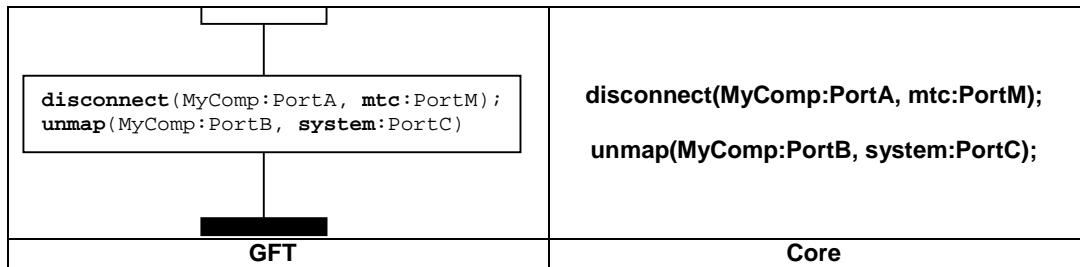 disconnect(MyComp:PortA, mtc:PortM);
unmap(MyComp:PortB, system:PortC)
disconnect(MyComp:PortA, mtc:PortM);
unmap(MyComp:PortB, system:PortC);
GFT
Core